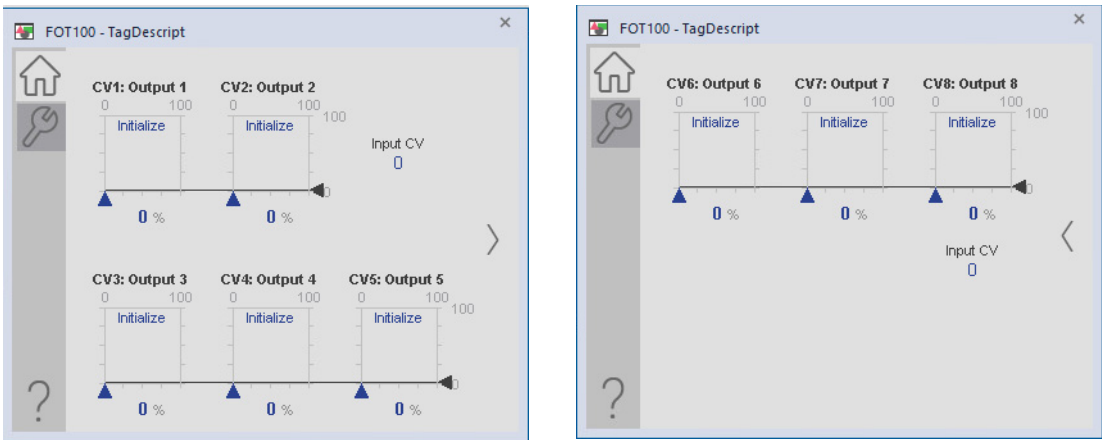 FOT100 - TagDescript ×
CV1: Output 1 CV2: Output 2
0 100 0 100
100
Initialize Initialize
Input CV
0
0
0 % 0 %
CV3: Output 3 CV4: Output 4 CV5: Output 5
0 100 0 100 0 100
100
Initialize Initialize Initialize
0
0 % 0 % 0 %
?
FOT100 - TagDescript ×
CV6: Output 6 CV7: Output 7 CV8: Output 8
0 100 0 100 0 100
100
Initialize Initialize Initialize
0
0 % 0 % 0 %
Input CV
0
?